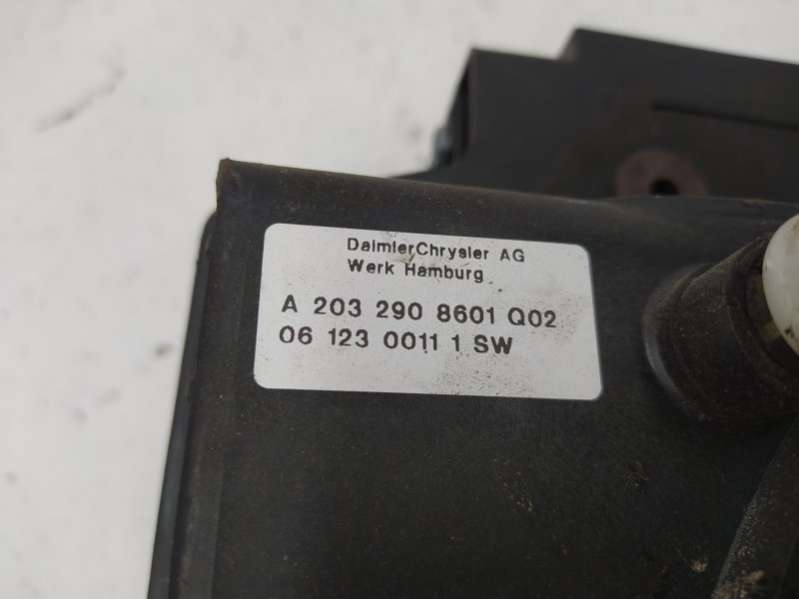 DaimlerChrysler AG
Werk Hamburg
A 203 290 8601 Q02
06 123 0011 1 SW